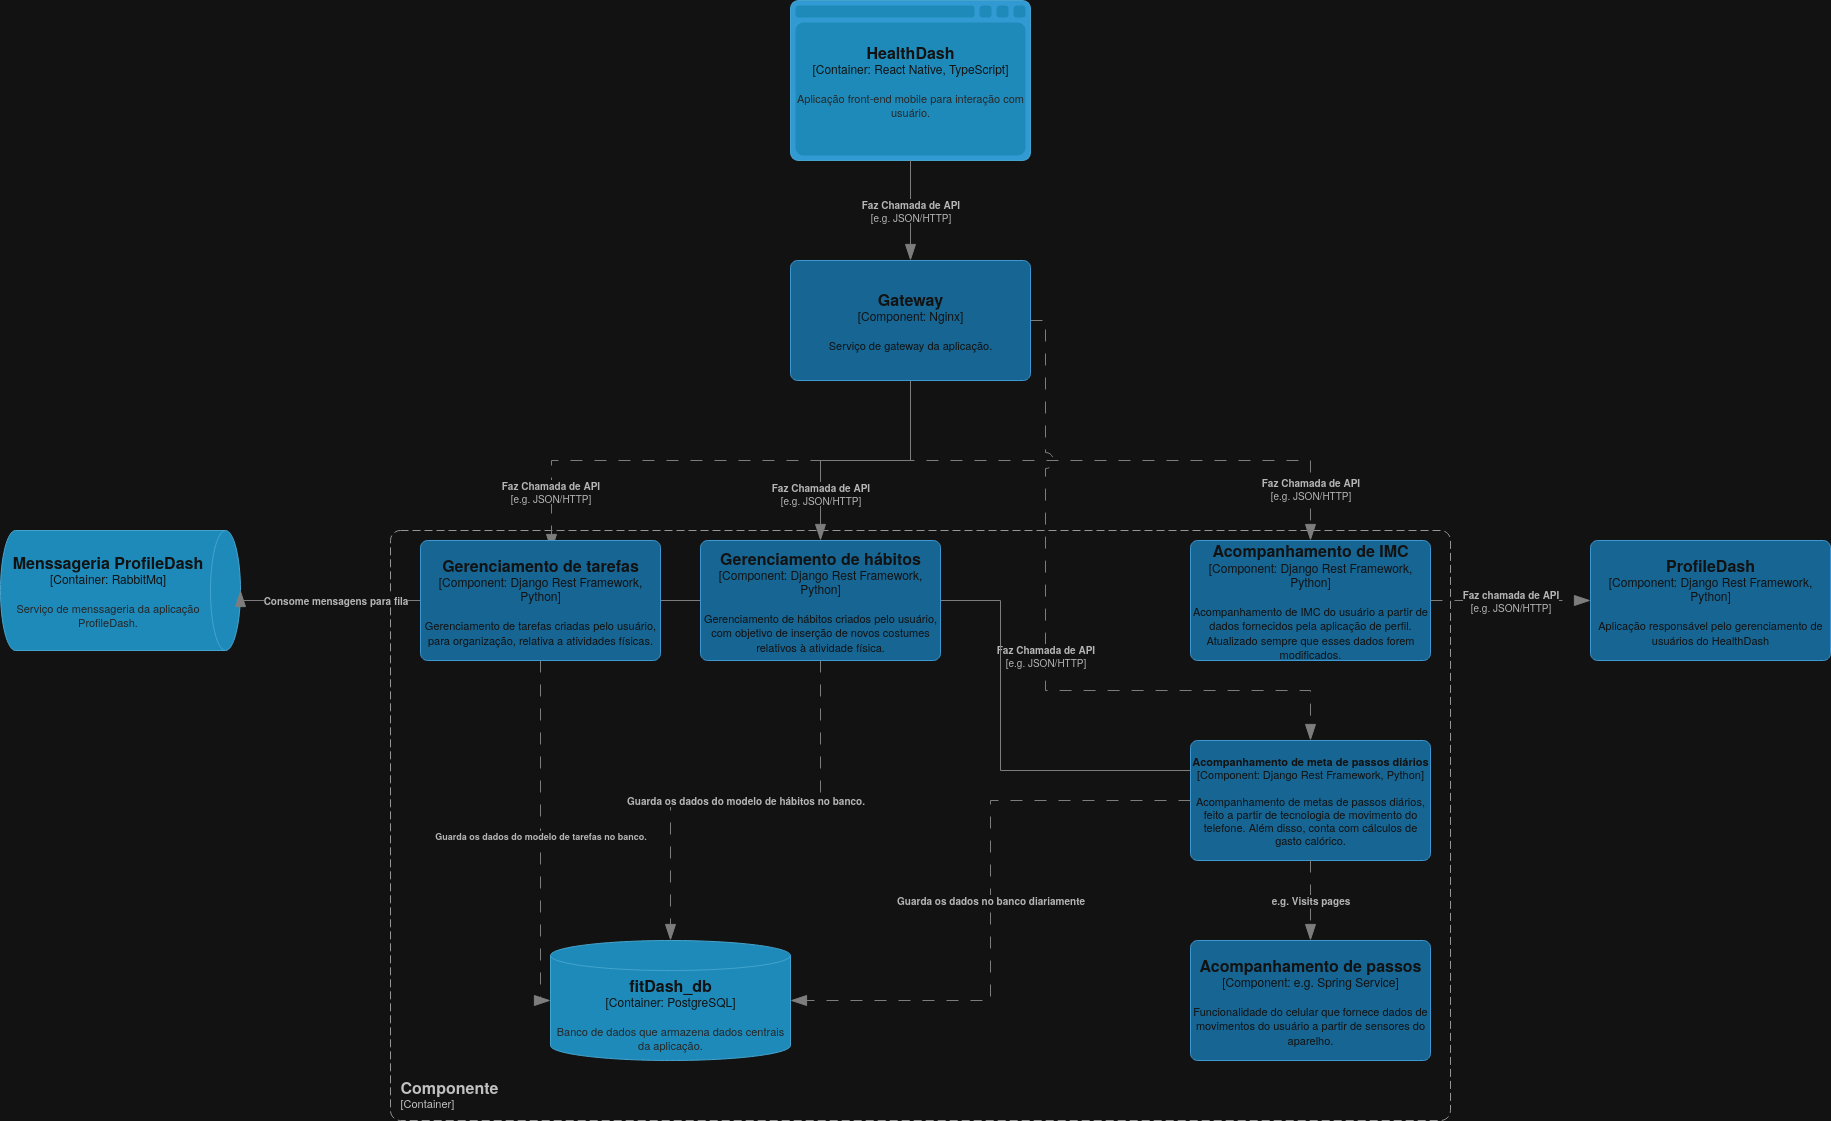 HealthDash
[Container: React Native, TypeScript]
Aplicação front-end mobile para interação com
usuário.
Faz Chamada de API
[e.g. JSON/HTTP]
Gateway
[Component: Nginx]
Serviço de gateway da aplicação.
Faz Chamada de API
[e.g. JSON/HTTP]
Faz Chamada de API
[e.g. JSON/HTTP]
Faz Chamada de API
[e.g. JSON/HTTP]
Menssageria ProfileDash
[Container: RabbitMq]
Serviço de menssageria da aplicação
ProfileDash.
Consome mensagens para fila
Gerenciamento de tarefas
[Component: Django Rest Framework,
Python]
Gerenciamento de tarefas criadas pelo usuário,
para organização, relativa a atividades físicas.
Gerenciamento de hábitos
[Component: Django Rest Framework,
Python]
Gerenciamento de hábitos criados pelo usuário,
com objetivo de inserção de novos costumes
relativos à atividade física.
Acompanhamento de IMC
[Component: Django Rest Framework,
Python]
Acompanhamento de IMC do usuário a partir de
dados fornecidos pela aplicação de perfil.
Atualizado sempre que esses dados forem
modificados.
Faz chamada de API
[e.g. JSON/HTTP]
ProfileDash
[Component: Django Rest Framework,
Python]
Aplicação responsável pelo gerenciamento de
usuários do HealthDash
Faz Chamada de API
[e.g. JSON/HTTP]
Acompanhamento de meta de passos diários
[Component: Django Rest Framework, Python]
Acompanhamento de metas de passos diários,
feito a partir de tecnologia de movimento do
telefone. Além disso, conta com cálculos de
gasto calórico.
Guarda os dados do modelo de hábitos no banco.
Guarda os dados do modelo de tarefas no banco.
Guarda os dados no banco diariamente
e.g. Visits pages
fitDash_db
[Container: PostgreSQL]
Banco de dados que armazena dados centrais
da aplicação.
Acompanhamento de passos
[Component: e.g. Spring Service]
Funcionalidade do celular que fornece dados de
movimentos do usuário a partir de sensores do
aparelho.
Componente
[Container]